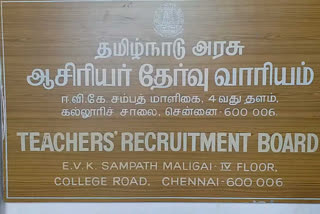 தமிழ்நாடு அரசு
ஆசிரியர் தேர்வு வாரியம்
ஈ.வி.கே. சம்பத் மாளிகை, 4-வது தளம்,
கல்லூரிச் சாலை, சென்னை-600 006.
TEACHERS' RECRUITMENT BOARD
E.V.K. SAMPATH MALIGAI-IV FLOOR,
COLLEGE ROAD, CHENNAI-600 006.